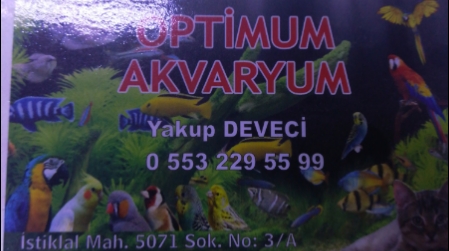 OPTİMUM
AKVARYUM
Yakup DEVECİ
0 553 229 55 99
İstiklal Mah. 5071 Sok. No: 3/A